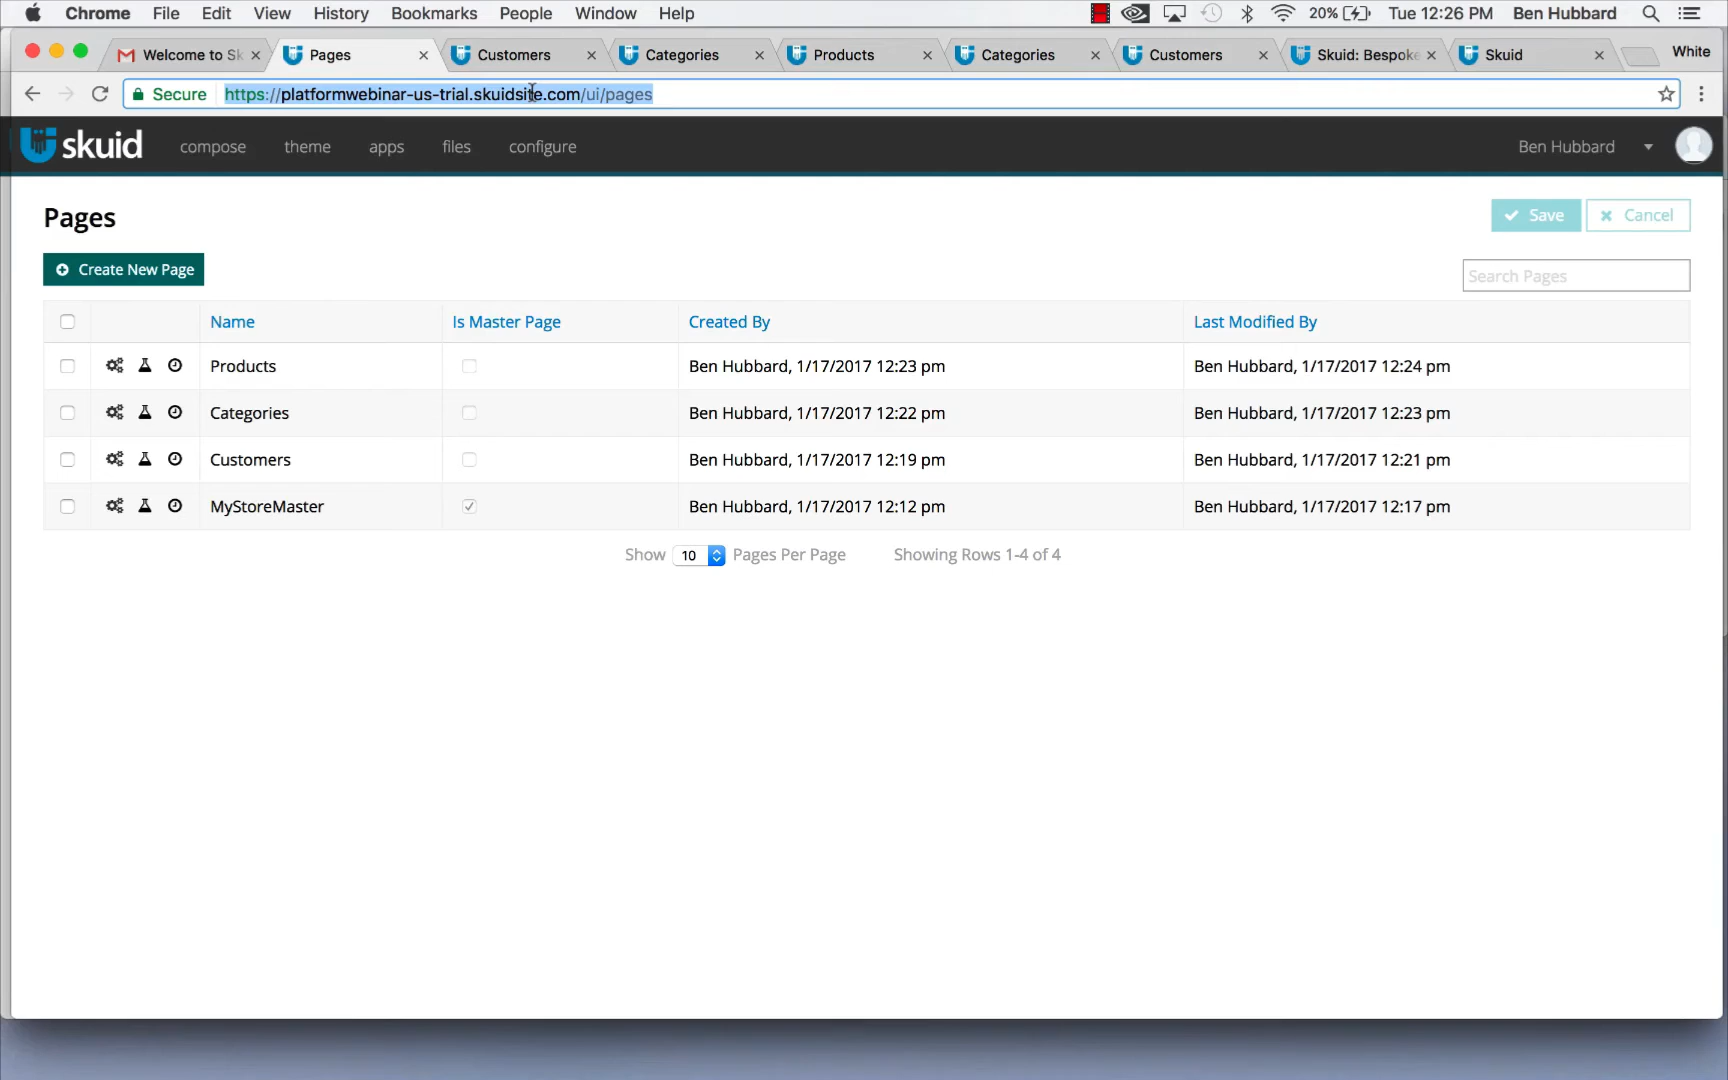 Chrome File Edit View History Bookmarks People Window Help 20% Tue 12:26 PM Ben Hubbard
Welcome to Sk Pages Customers Categories Products Categories Customers Skuid: Bespoke Skuid White
Secure https://platformwebinar-us-trial.skuidsite.com/ui/pages
skuid compose theme apps files configure Ben Hubbard
Pages Save Cancel
Create New Page Search Pages
Name Is Master Page Created By Last Modified By
Products Ben Hubbard, 1/17/2017 12:23 pm Ben Hubbard, 1/17/2017 12:24 pm
Categories Ben Hubbard, 1/17/2017 12:22 pm Ben Hubbard, 1/17/2017 12:23 pm
Customers Ben Hubbard, 1/17/2017 12:19 pm Ben Hubbard, 1/17/2017 12:21 pm
MyStoreMaster Ben Hubbard, 1/17/2017 12:12 pm Ben Hubbard, 1/17/2017 12:17 pm
Show 10 Pages Per Page Showing Rows 1-4 of 4